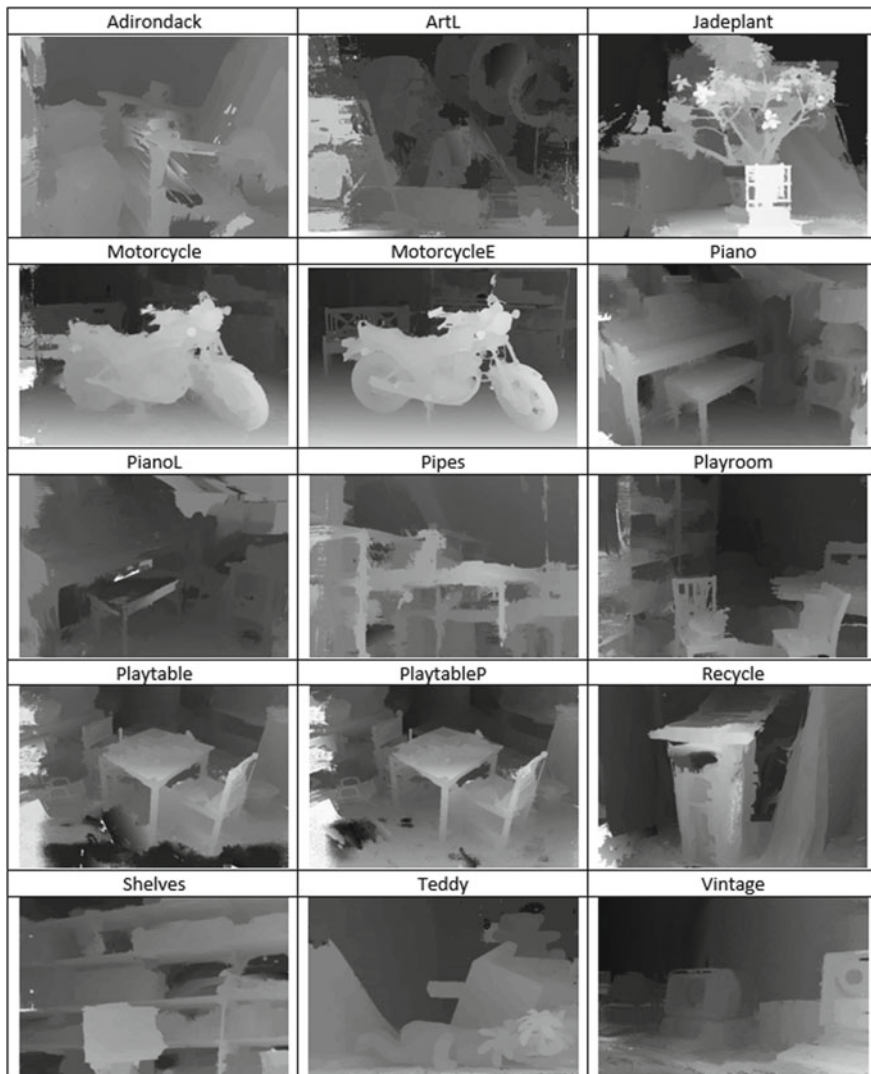 Adirondack ArtL Jadeplant
Motorcycle MotorcycleE Piano
PianoL Pipes Playroom
Playtable PlaytableP Recycle
Shelves Teddy Vintage